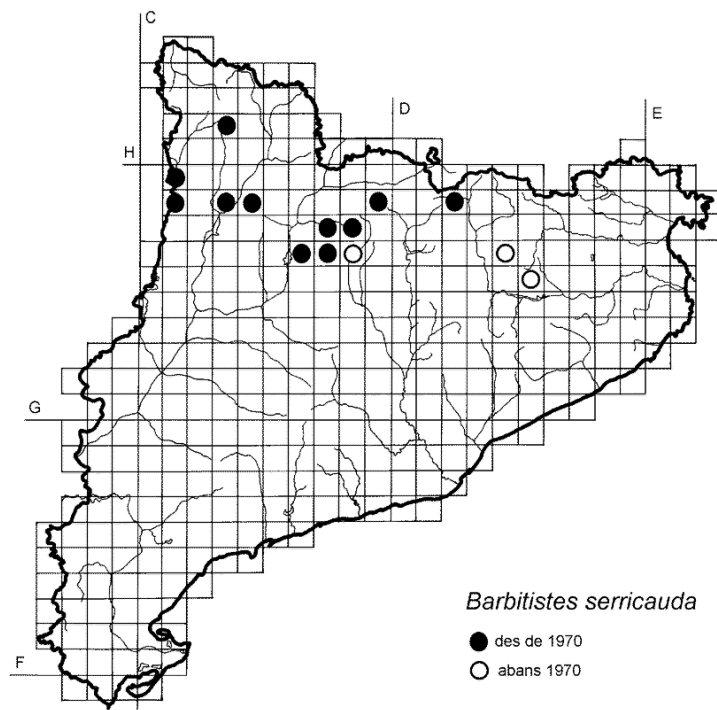 C
D
E
H
G
F
Barbitistes serricauda
des de 1970
abans 1970